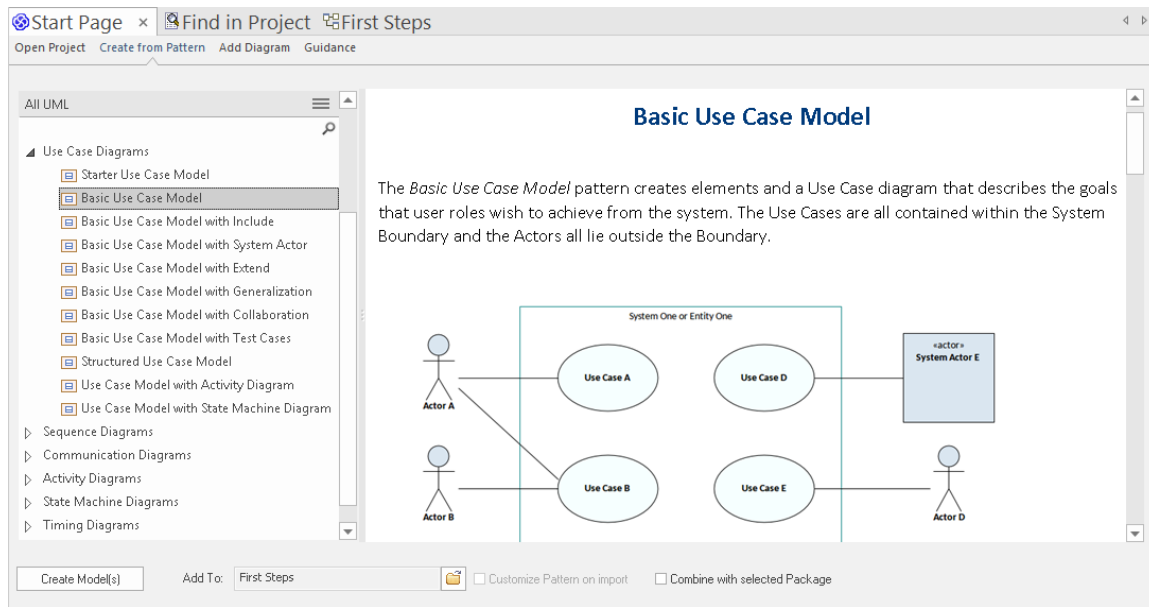 Start Page × Find in Project First Steps
Open Project Create from Pattern Add Diagram Guidance
All UML
Use Case Diagrams
Starter Use Case Model
Basic Use Case Model
Basic Use Case Model with Include
Basic Use Case Model with System Actor
Basic Use Case Model with Extend
Basic Use Case Model with Generalization
Basic Use Case Model with Collaboration
Basic Use Case Model with Test Cases
Structured Use Case Model
Use Case Model with Activity Diagram
Use Case Model with State Machine Diagram
Sequence Diagrams
Communication Diagrams
Activity Diagrams
State Machine Diagrams
Timing Diagrams
Basic Use Case Model
The Basic Use Case Model pattern creates elements and a Use Case diagram that describes the goals
that user roles wish to achieve from the system. The Use Cases are all contained within the System
Boundary and the Actors all lie outside the Boundary.
System One or Entity One
Actor A
Use Case A
Use Case D
«actor»
System Actor E
Actor B
Use Case B
Use Case E
Actor D
Create Model(s) Add To: First Steps Customize Pattern on import Combine with selected Package